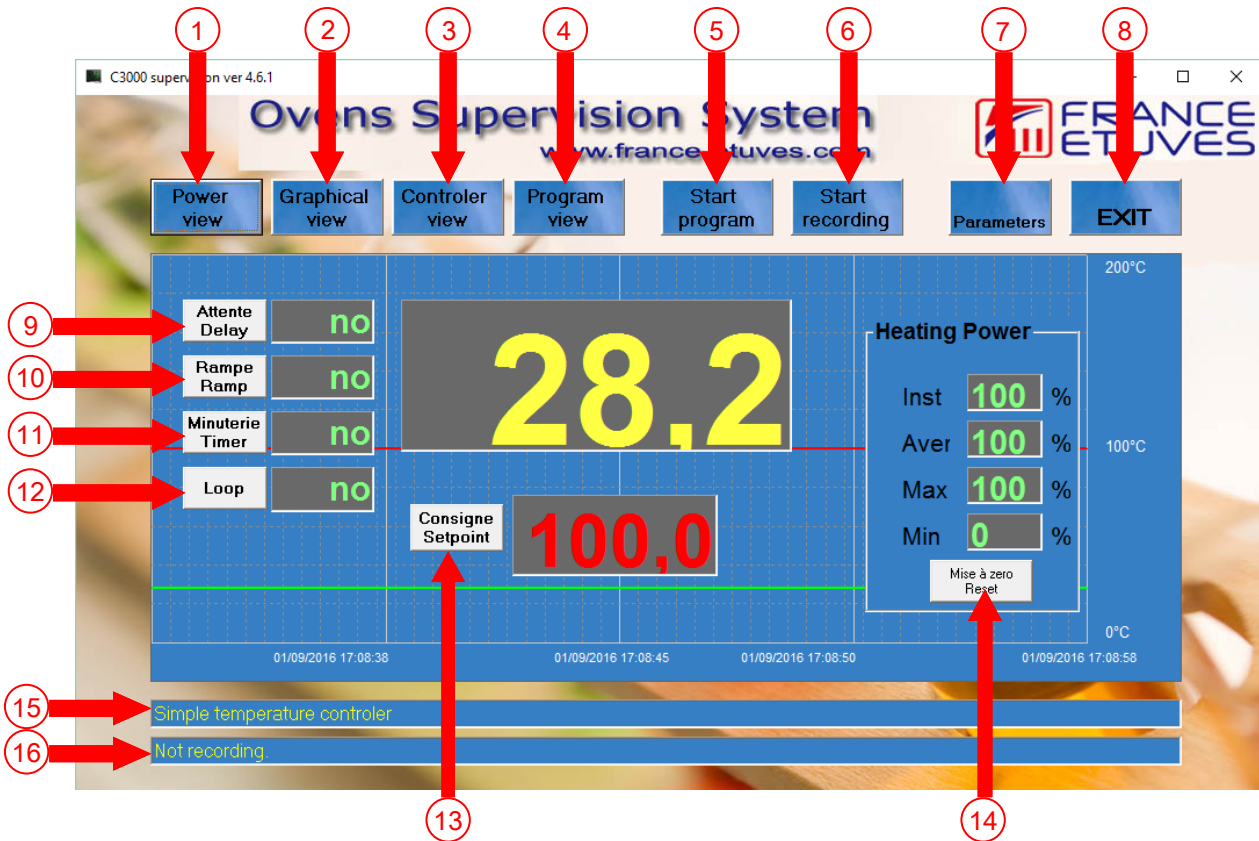 1 2 3 4 5 6 7 8
C3000 supervision ver 4.6.1
Ovens Supervision System
www.france-etuves.com
FRANCE
ETUVES
Power
view
Graphical
view
Controler
view
Program
view
Start
program
Start
recording
Parameters
EXIT
200°C
9
Attente
Delay
no
28,2
Heating Power
10
Rampe
Ramp
no
Inst 100 %
11
Minuterie
Timer
no
Aver 100 %
100°C
12
Loop
no
Max 100 %
Consigne
Setpoint
100,0
Min 0 %
Mise à zero
Reset
0°C
01/09/2016 17:08:38
01/09/2016 17:08:45
01/09/2016 17:08:50
01/09/2016 17:08:58
15
Simple temperature controler
16
Not recording.
13
14